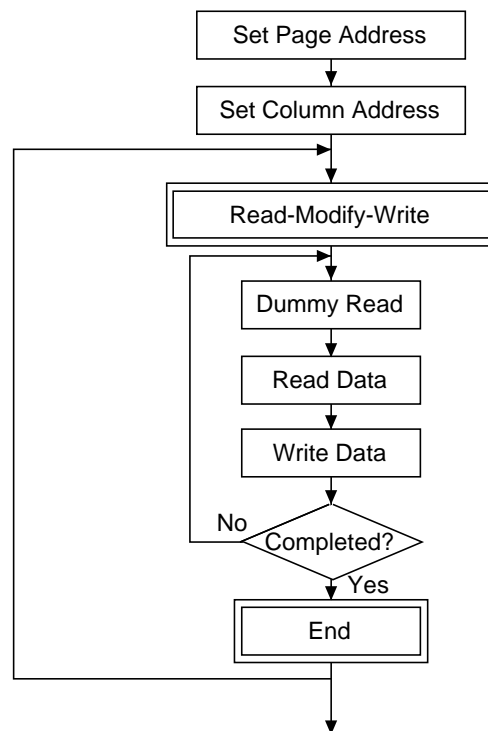 Set Page Address
Set Column Address
Read-Modify-Write
Dummy Read
Read Data
Write Data
No
Completed?
Yes
End